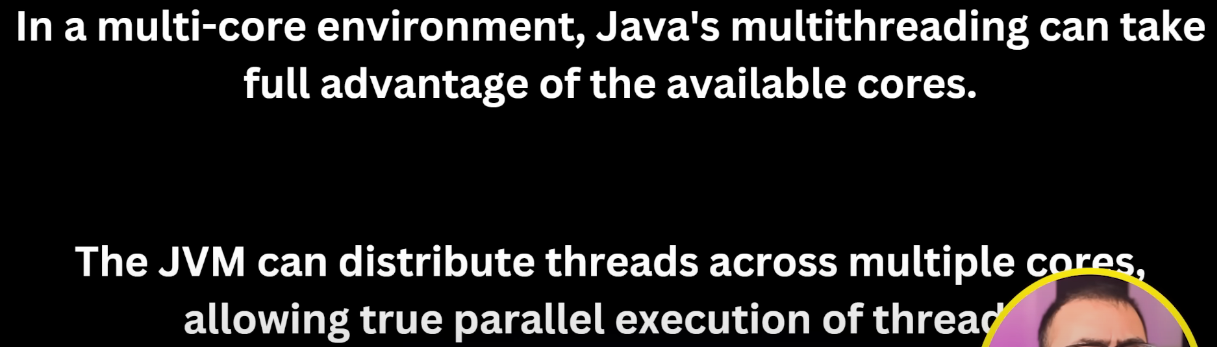 In a multi-core environment, Java's multithreading can take
full advantage of the available cores.
The JVM can distribute threads across multiple cores,
allowing true parallel execution of